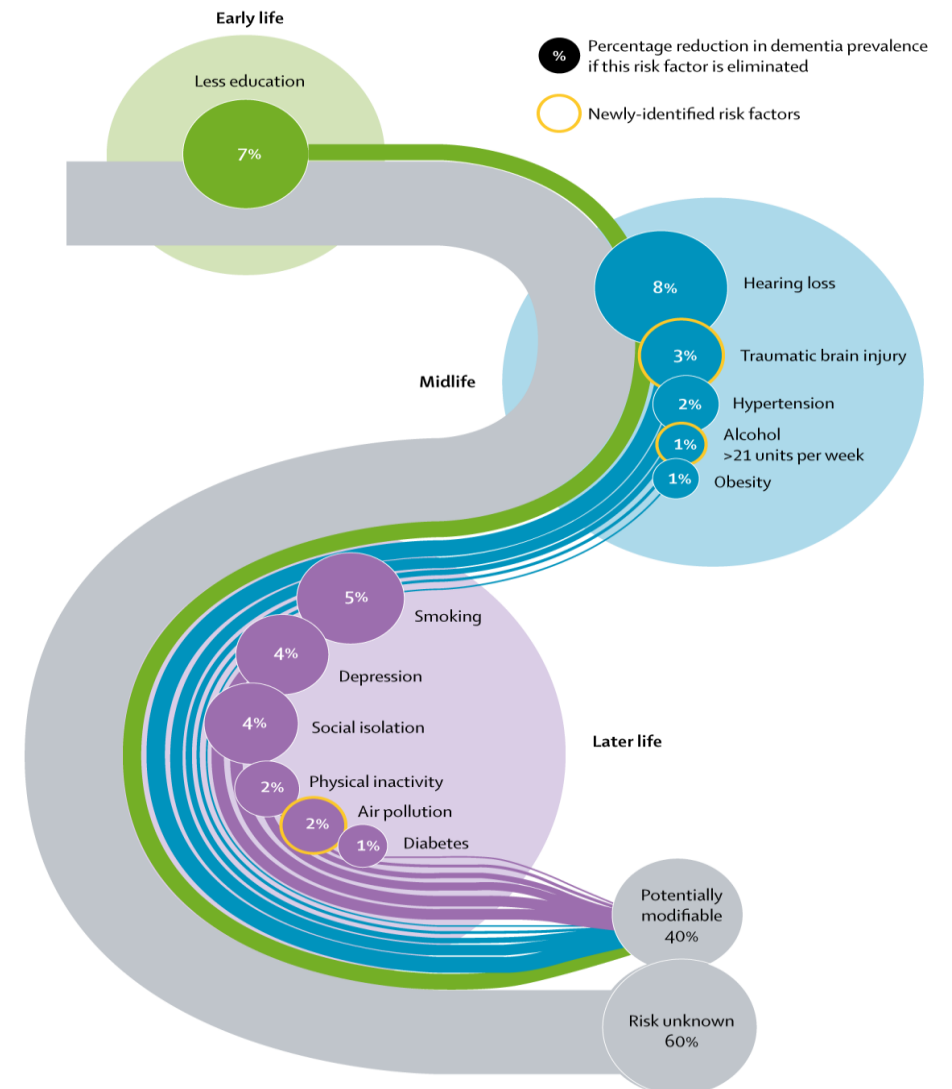 Early life
Less education
7%
%
Percentage reduction in dementia prevalence
if this risk factor is eliminated
Newly-identified risk factors
8%
Hearing loss
3%
Traumatic brain injury
Midlife
2%
Hypertension
1%
Alcohol
>21 units per week
1%
Obesity
5%
Smoking
4%
Depression
4%
Social isolation
Later life
2%
Physical inactivity
2%
Air pollution
1%
Diabetes
Potentially
modifiable
40%
Risk unknown
60%